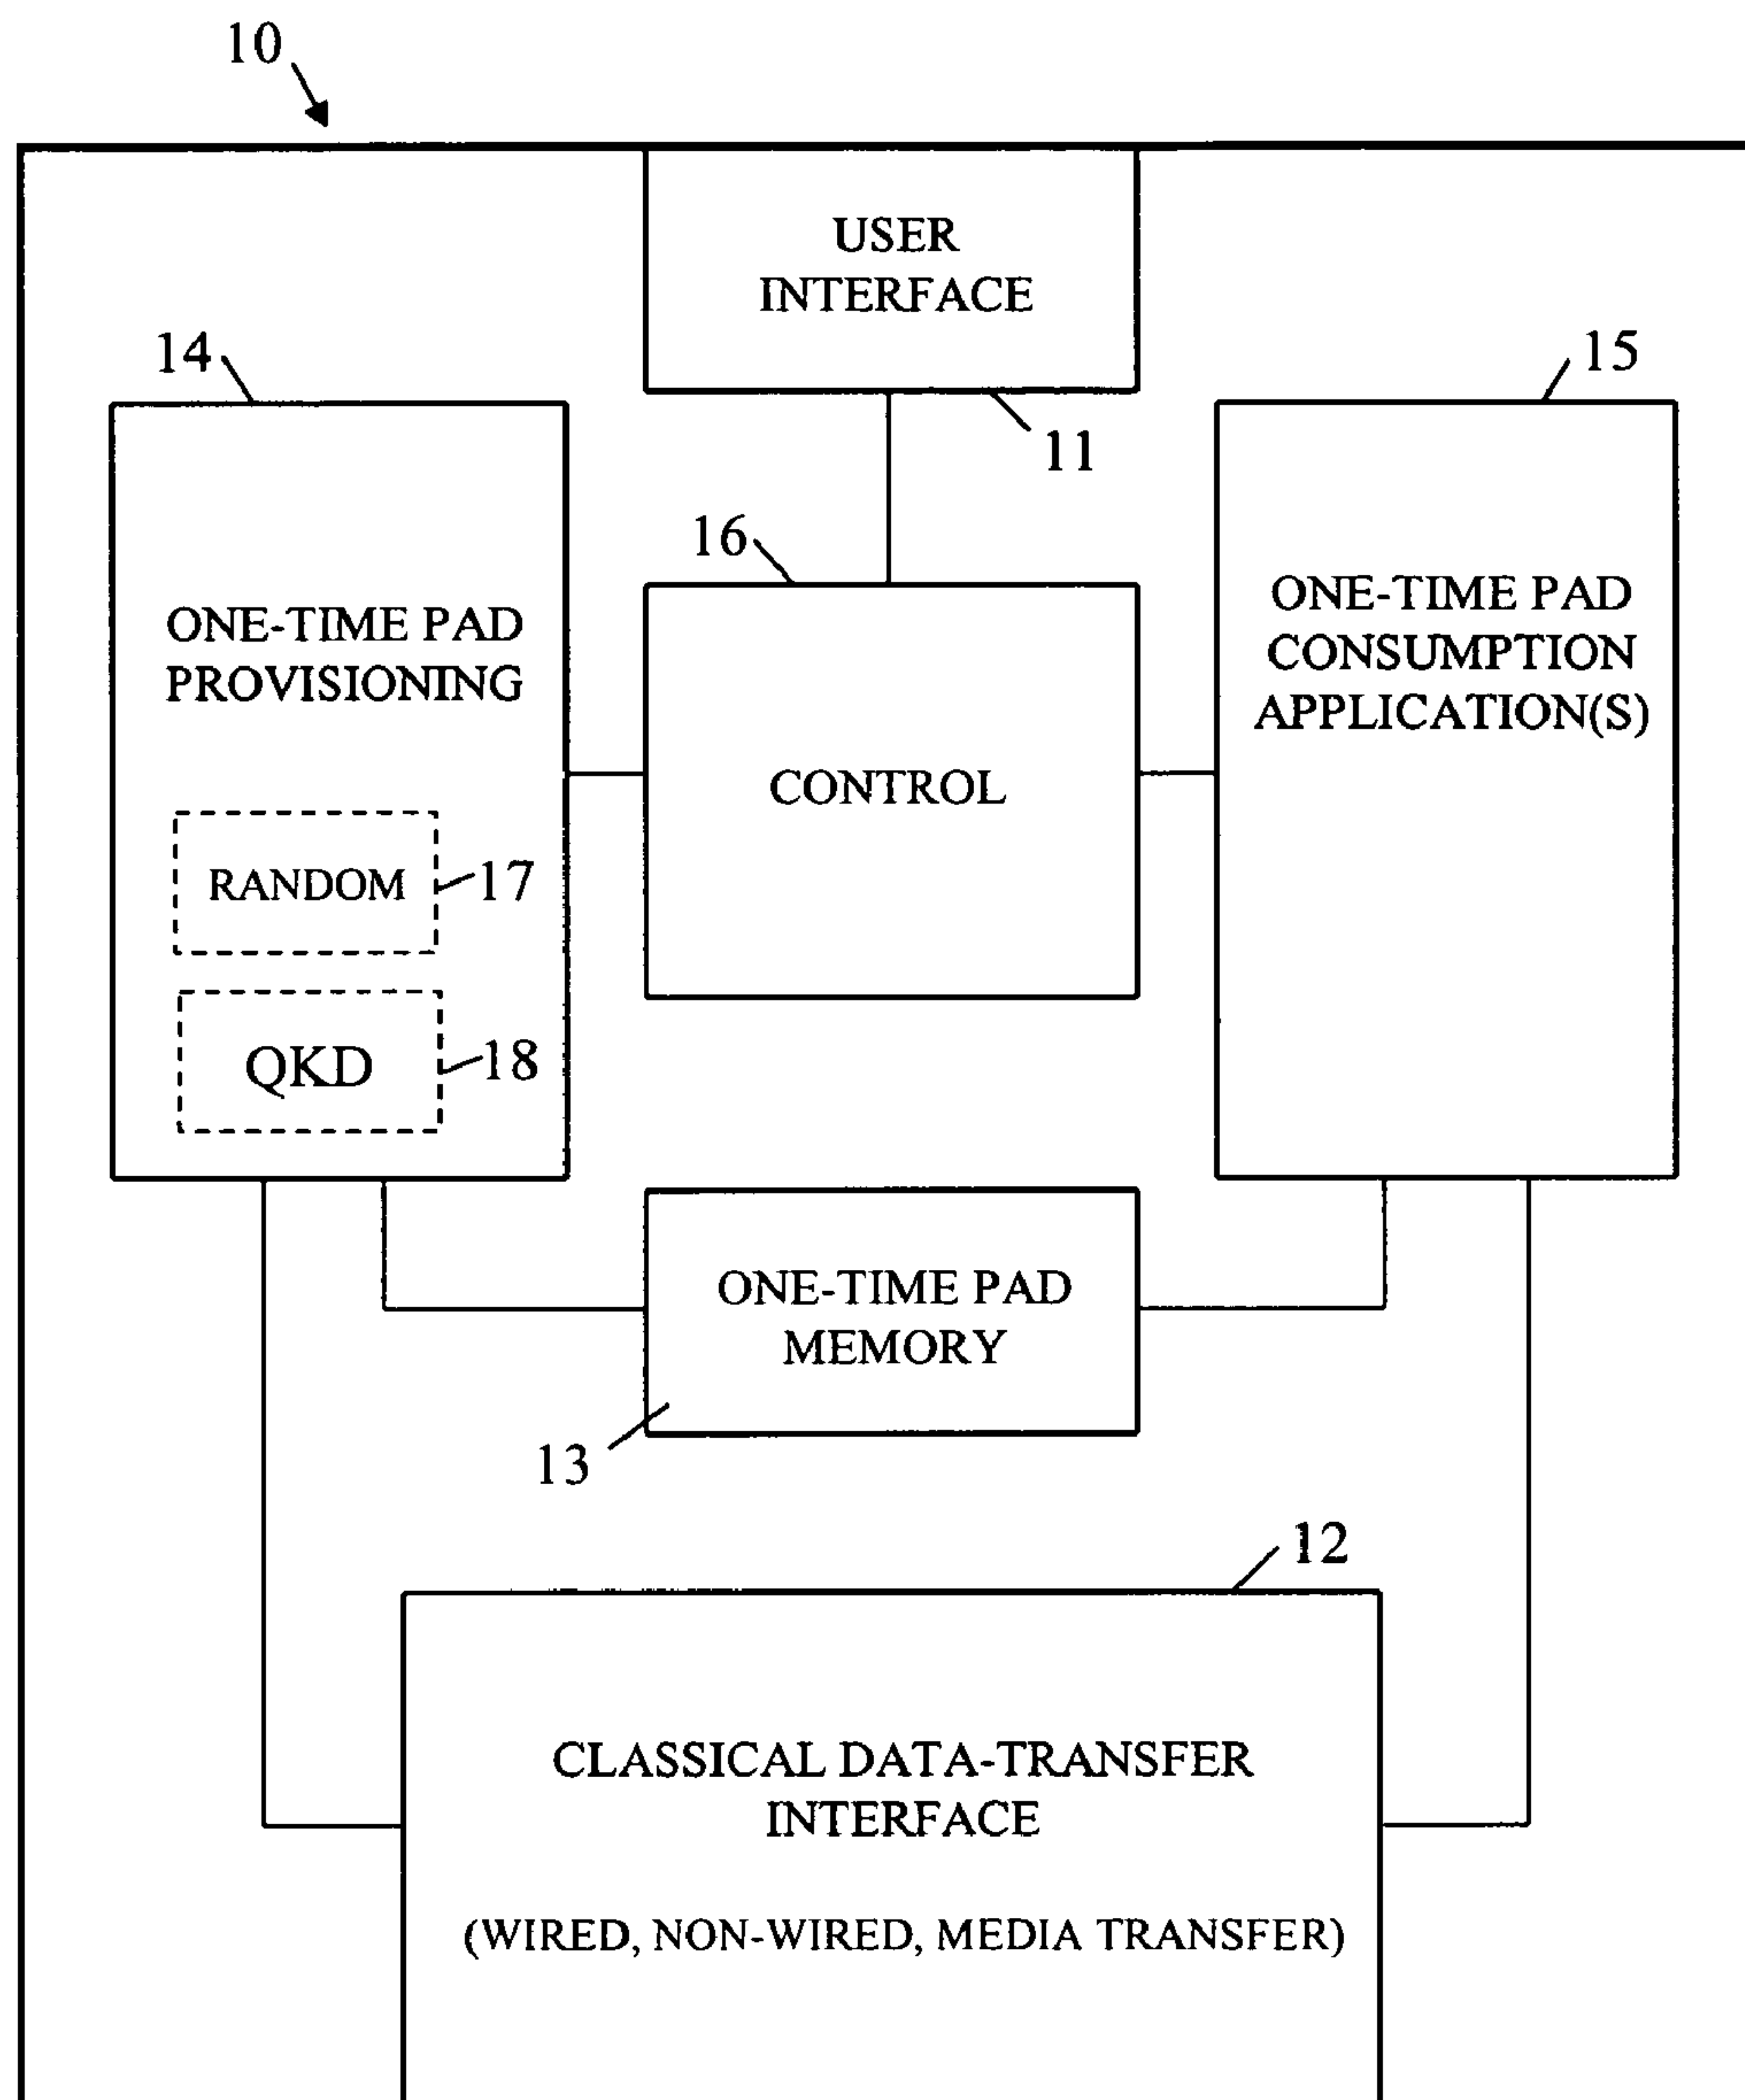 10
USER
INTERFACE
14
15
11
16
ONE-TIME PAD
PROVISIONING
ONE-TIME PAD
CONSUMPTION
APPLICATION(S)
CONTROL
RANDOM
17
QKD
18
ONE-TIME PAD
MEMORY
13
12
CLASSICAL DATA-TRANSFER
INTERFACE
(WIRED, NON-WIRED, MEDIA TRANSFER)